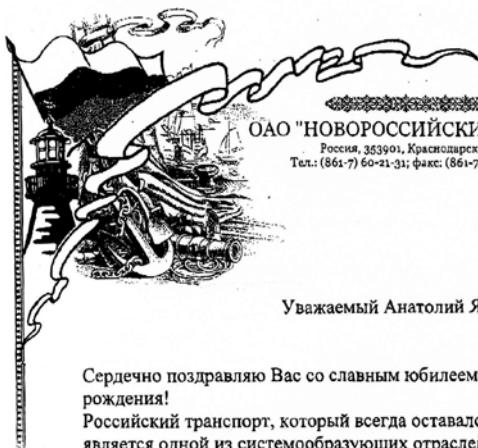 ОАО "НОВОРОССИЙСКИ
Россия, 353901, Краснодарск
Тел.: (861-7) 60-21-31; факс: (861-7
Уважаемый Анатолий Я
Сердечно поздравляю Вас со славным юбилеем
рождения!
Российский транспорт, который всегда оставалс
является одной из системообразующих отрасле